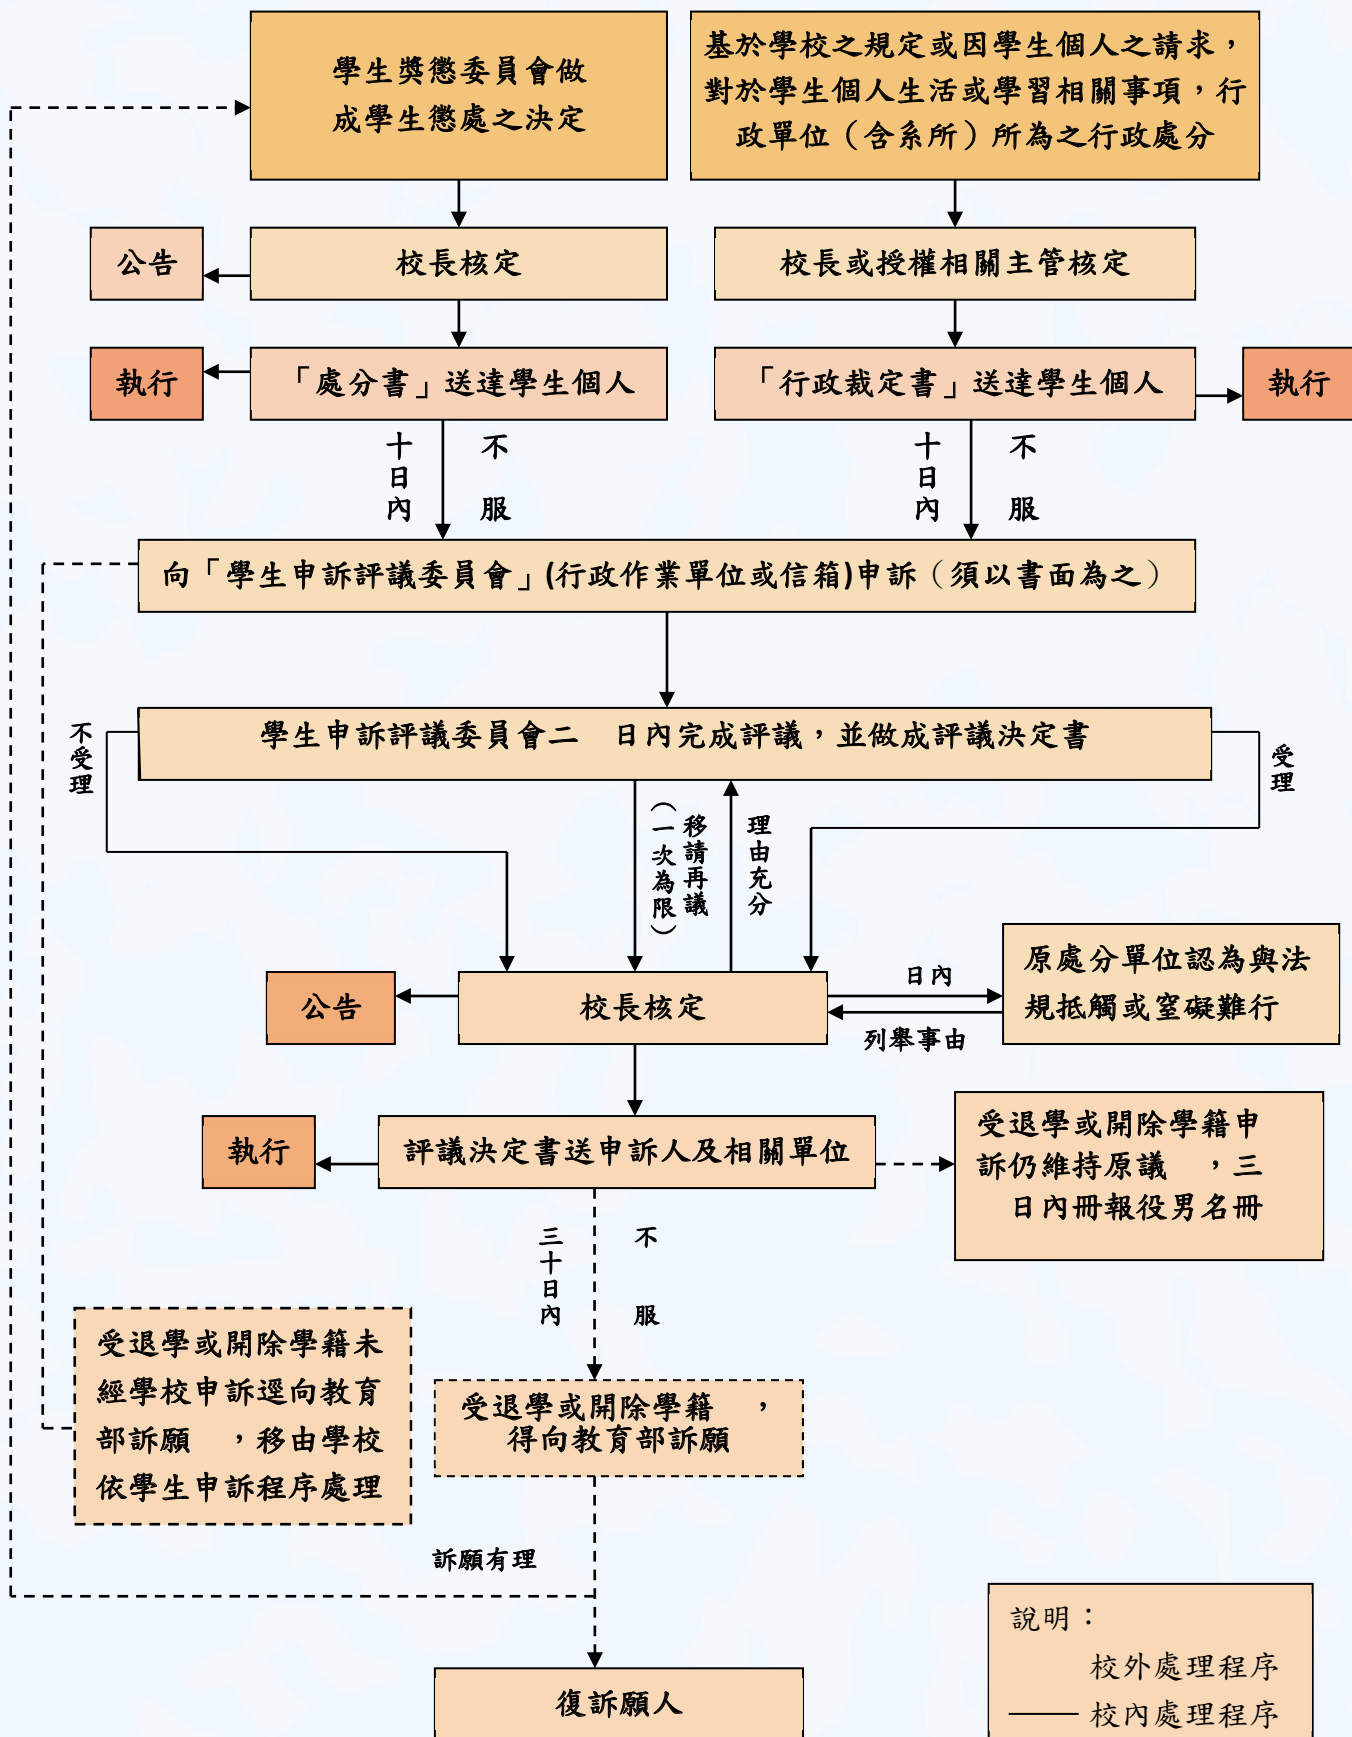 學生獎懲委員會做
成學生懲處之決定
基於學校之規定或因學生個人之請求，
對於學生個人生活或學習相關事項，行
政單位（含系所）所為之行政處分
公告
校長核定
校長或授權相關主管核定
執行
「處分書」送達學生個人
「行政裁定書」送達學生個人
執行
十日內
不服
十日內
不服
向「學生申訴評議委員會」(行政作業單位或信箱)申訴（須以書面為之）
不受理
學生申訴評議委員會二 日內完成評議，並做成評議決定書
受理
移請再議
（一次為限）
理由充分
公告
校長核定
日內
列舉事由
原處分單位認為與法
規抵觸或窒礙難行
執行
評議決定書送申訴人及相關單位
受退學或開除學籍申
訴仍維持原議 ，三
日內冊報役男名冊
三十日內
不服
受退學或開除學籍未
經學校申訴逕向教育
部訴願 ，移由學校
依學生申訴程序處理
受退學或開除學籍 ，
得向教育部訴願
訴願有理
復訴願人
說明：
校外處理程序
校內處理程序